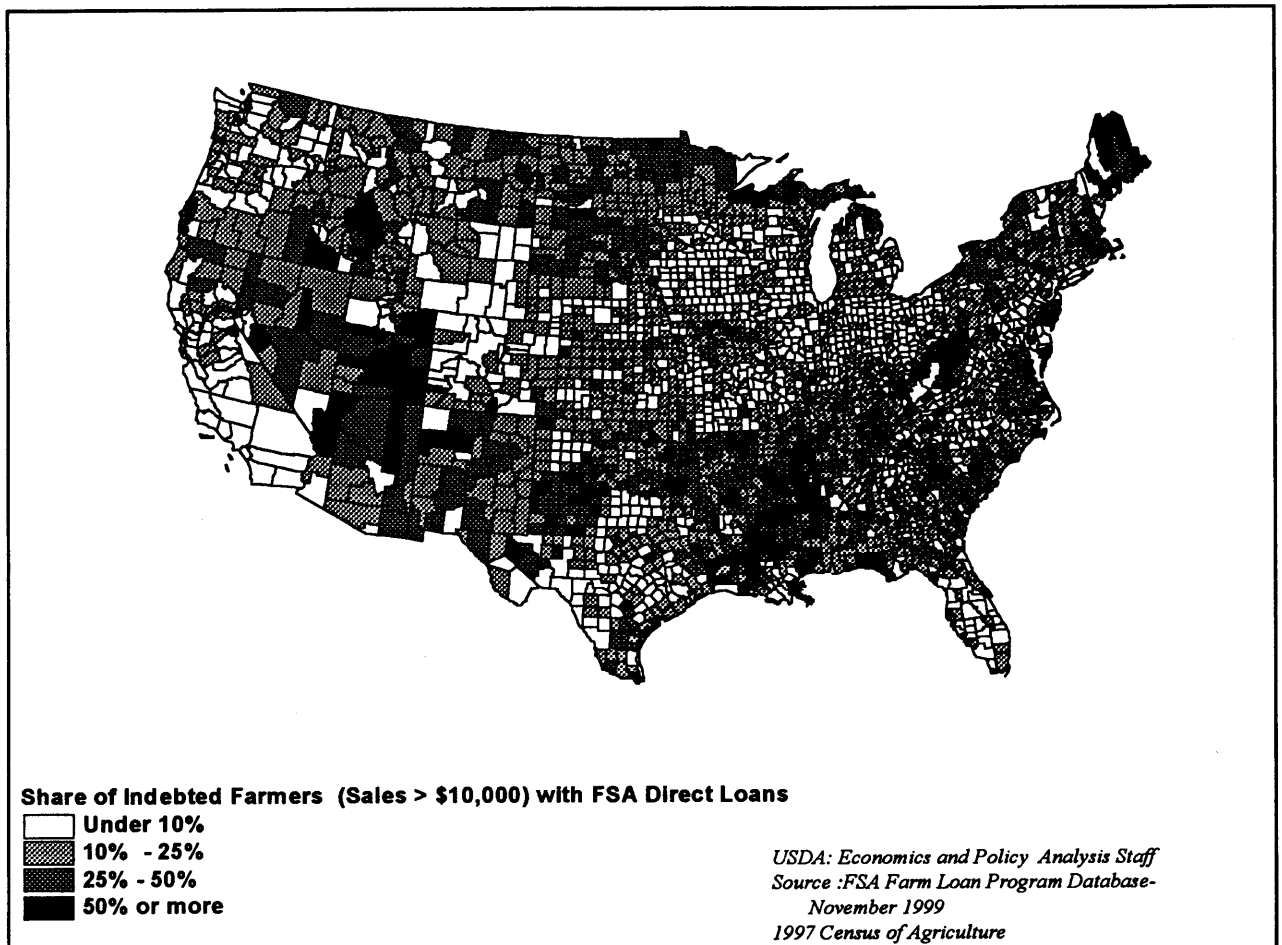 Share of Indebted Farmers (Sales > $10,000) with FSA Direct Loans
Under 10%
10% - 25%
25% - 50%
50% or more
USDA: Economics and Policy Analysis Staff
Source :FSA Farm Loan Program Database-
November 1999
1997 Census of Agriculture